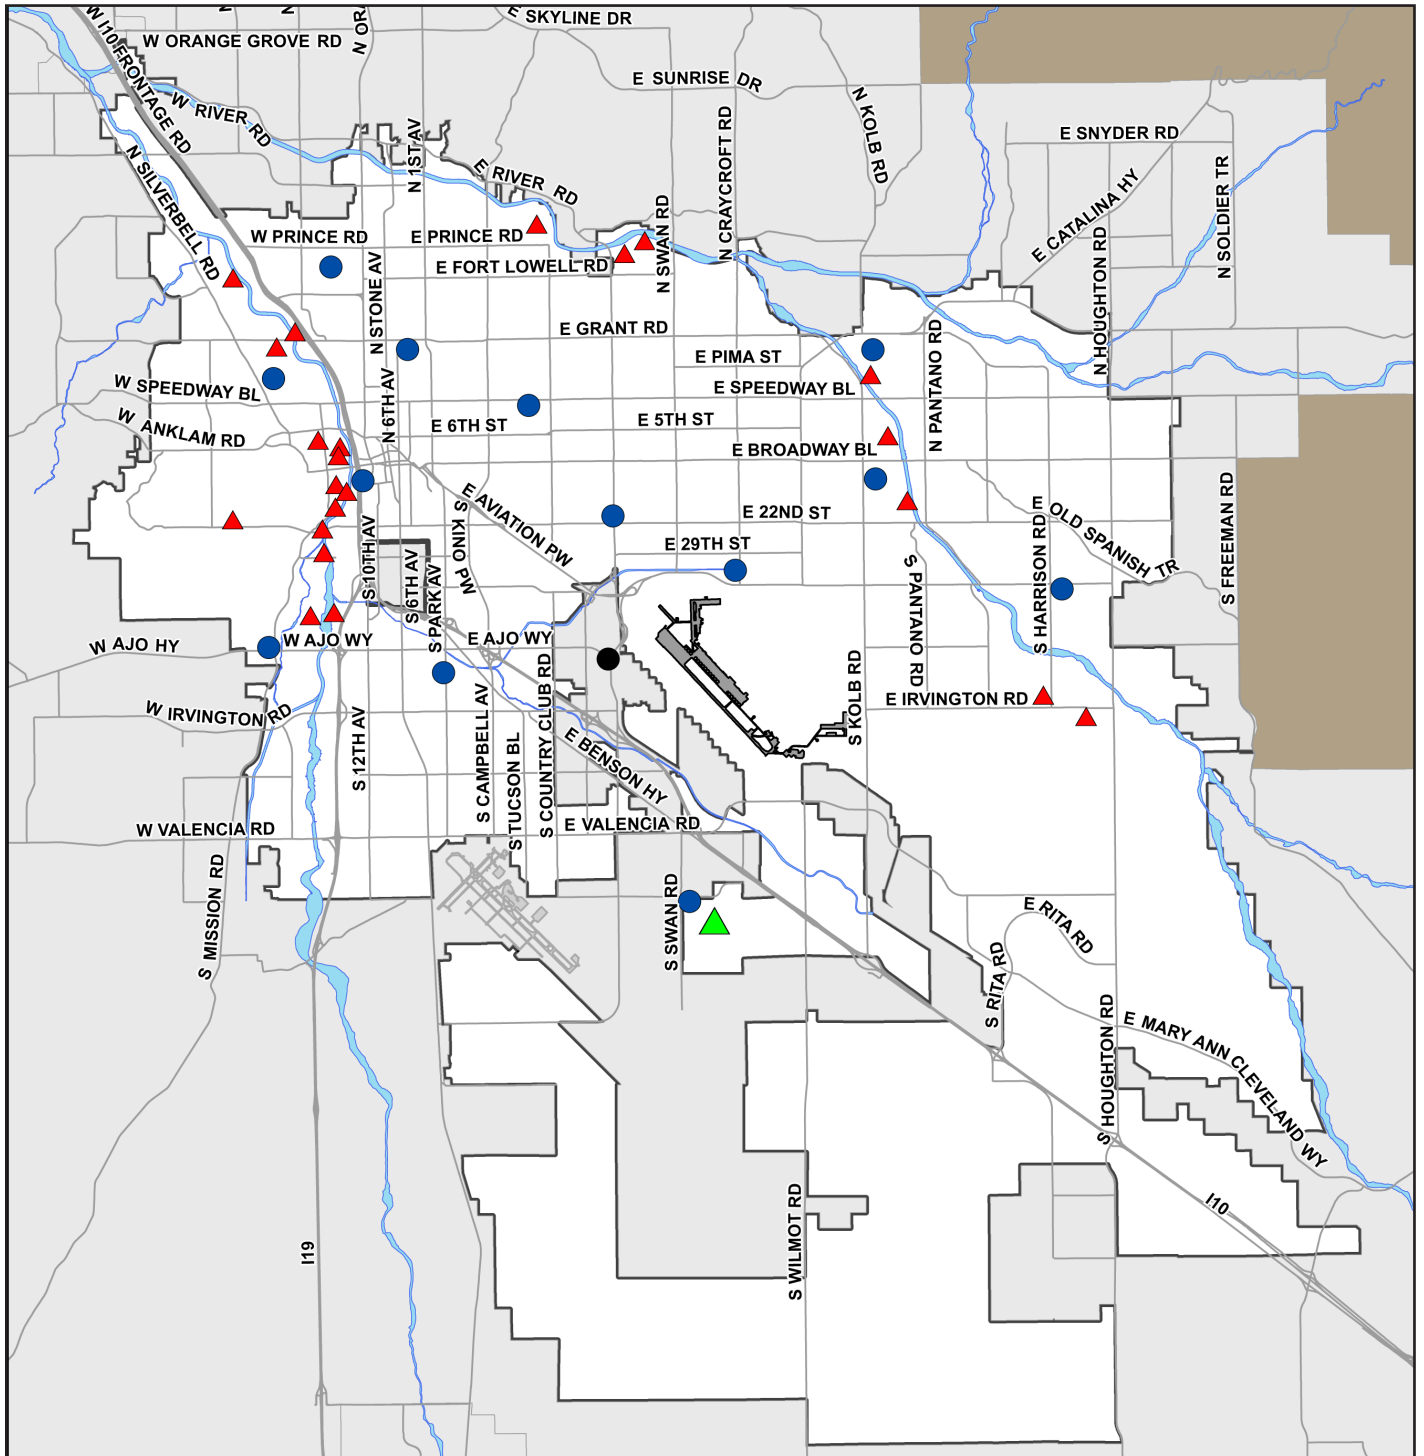 E SKYLINE DR
W ORANGE GROVE RD
N ORA
W I10 FRONTAGE RD
E SUNRISE DR
N KOLB RD
W RIVER RD
N 1ST AV
N CRAYCROFT RD
E SNYDER RD
N SILVERBELL RD
E RIVER RD
N SWAN RD
E CATALINA HY
N SOLDIER TR
W PRINCE RD
E PRINCE RD
N HOUGHTON RD
E FORT LOWELL RD
N STONE AV
E GRANT RD
N PANTANO RD
E PIMA ST
W SPEEDWAY BL
N 6TH AV
E SPEEDWAY BL
W ANKLAM RD
E 6TH ST
E 5TH ST
E BROADWAY BL
E AVIATION PW
S KINO PW
E 22ND ST
E OLD SPANISH TR
S FREEMAN RD
S 10TH AV
S 6TH AV
S PARK AV
E 29TH ST
S PANTANO RD
S HARRISON RD
W AJO HY
W AJO WY
E AJO WY
S KOLB RD
W IRVINGTON RD
E IRVINGTON RD
S 12TH AV
S CAMPBELL AV
S TUCSON BL
S COUNTRY CLUB RD
E BENSON HY
W VALENCIA RD
E VALENCIA RD
S MISSION RD
S SWAN RD
E RITA RD
S RITA RD
S HOUGHTON RD
E MARY ANN CLEVELAND WY
I19
S WILMOT RD
I10